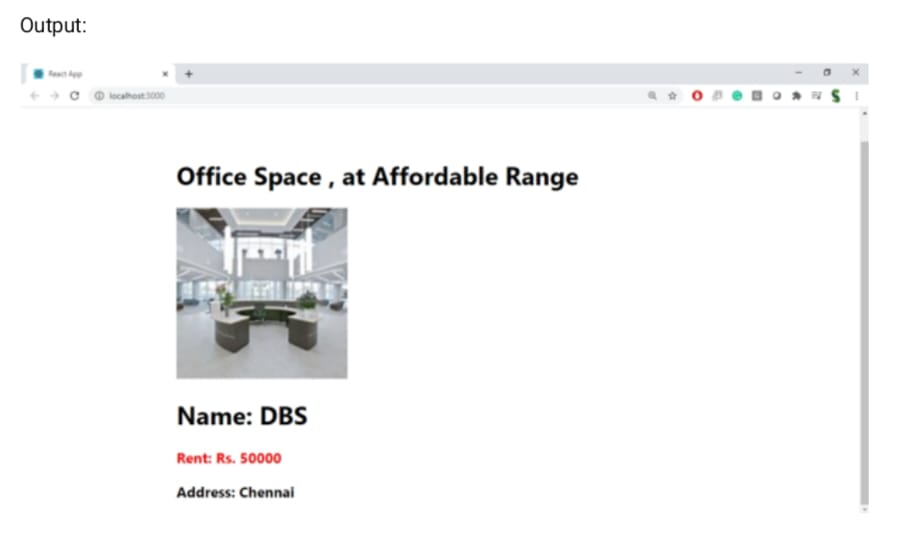 Output:
React App
localhost:3000
Office Space , at Affordable Range
Name: DBS
Rent: Rs. 50000
Address: Chennai